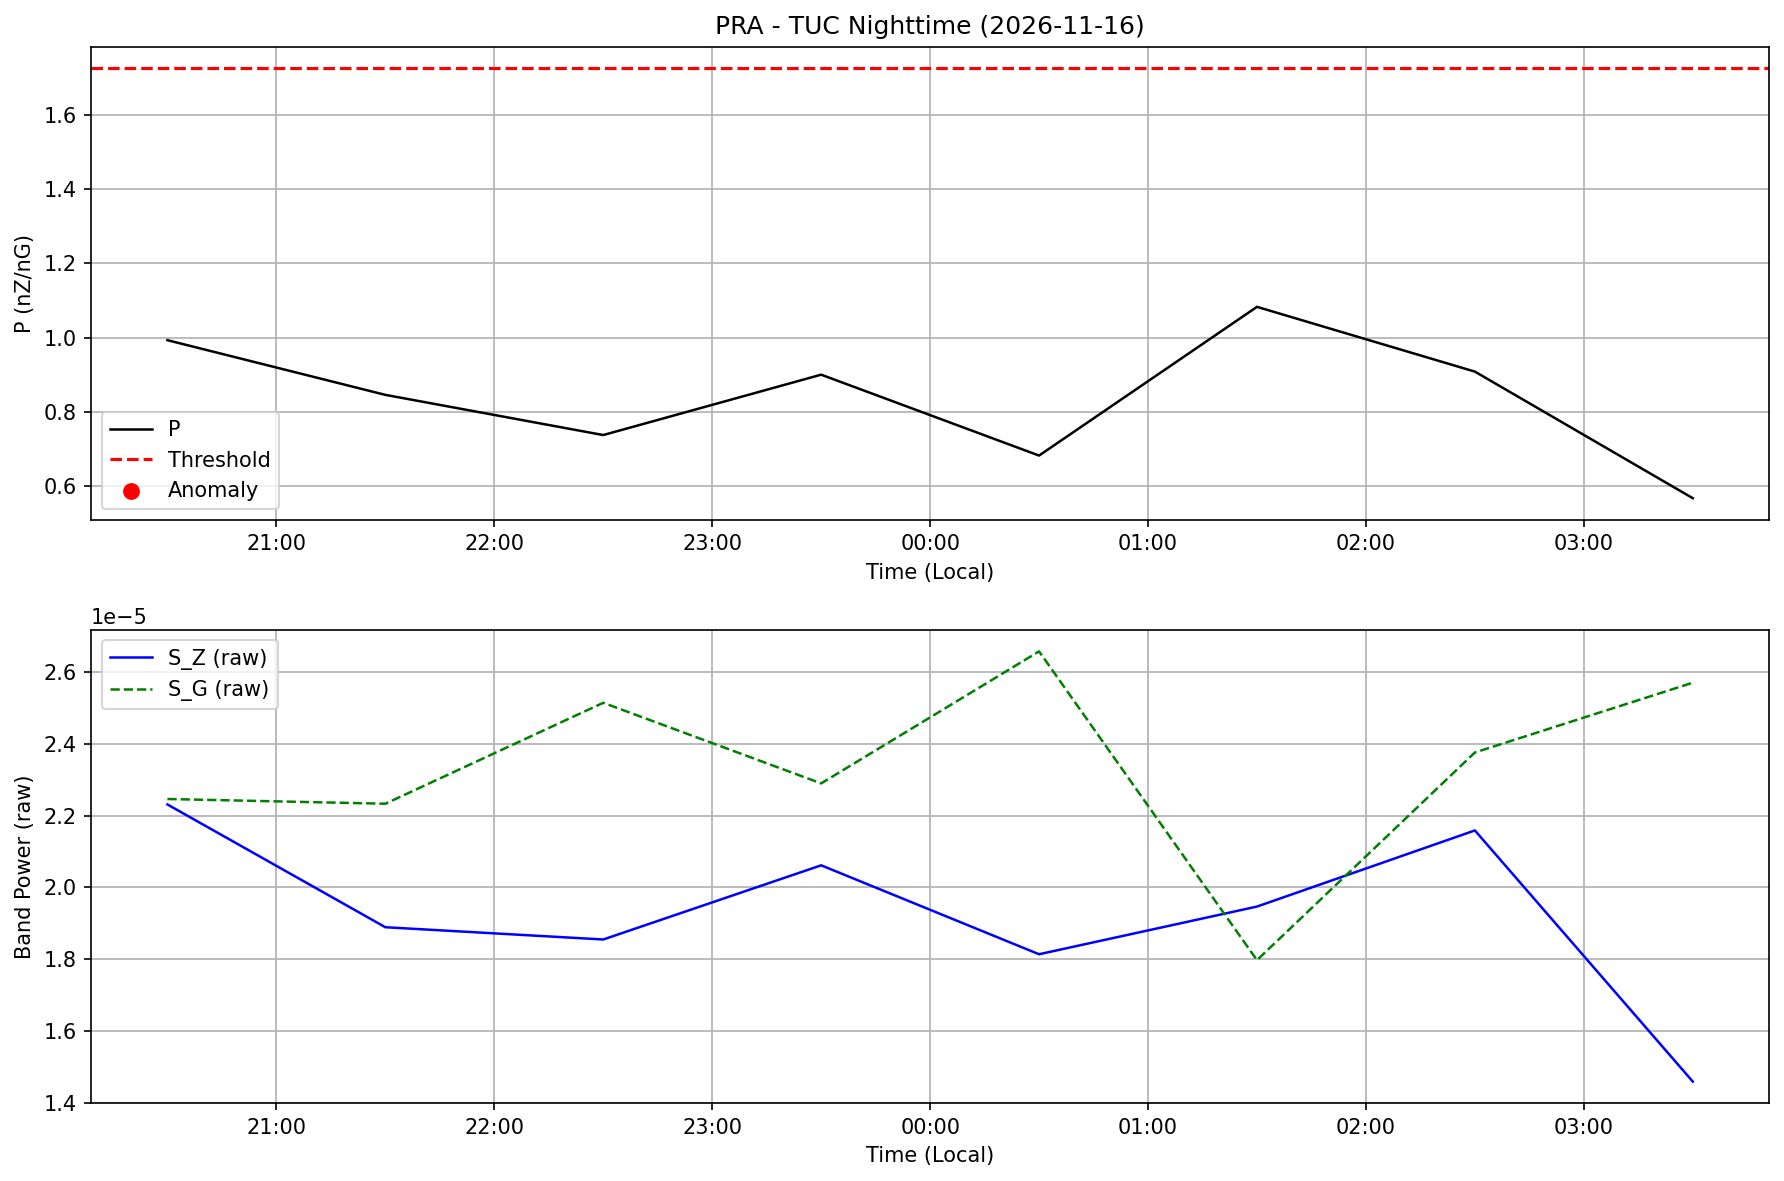 PRA - TUC Nighttime (2026-11-16)
P (nZ/nG)
1.6
1.4
1.2
1.0
0.8
0.6
P
Threshold
Anomaly
21:00 22:00 23:00 00:00 01:00 02:00 03:00
Time (Local)
1e−5
Band Power (raw)
2.6
2.4
2.2
2.0
1.8
1.6
1.4
S_Z (raw)
S_G (raw)
21:00 22:00 23:00 00:00 01:00 02:00 03:00
Time (Local)